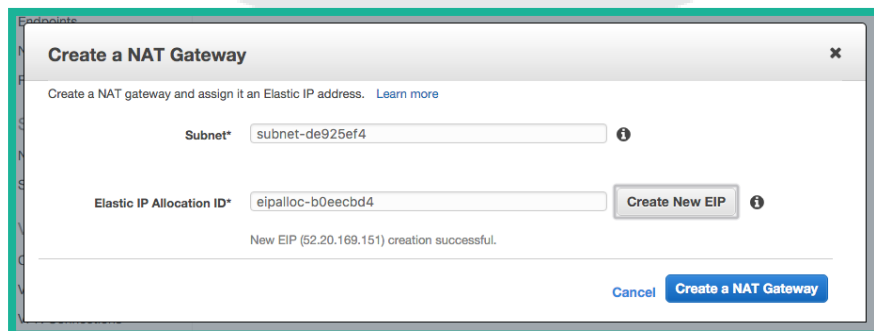 Endpoints
Create a NAT Gateway
Create a NAT gateway and assign it an Elastic IP address. Learn more
Subnet* subnet-de925ef4
Elastic IP Allocation ID* eipalloc-b0eecbd4 Create New EIP
New EIP (52.20.169.151) creation successful.
Cancel Create a NAT Gateway